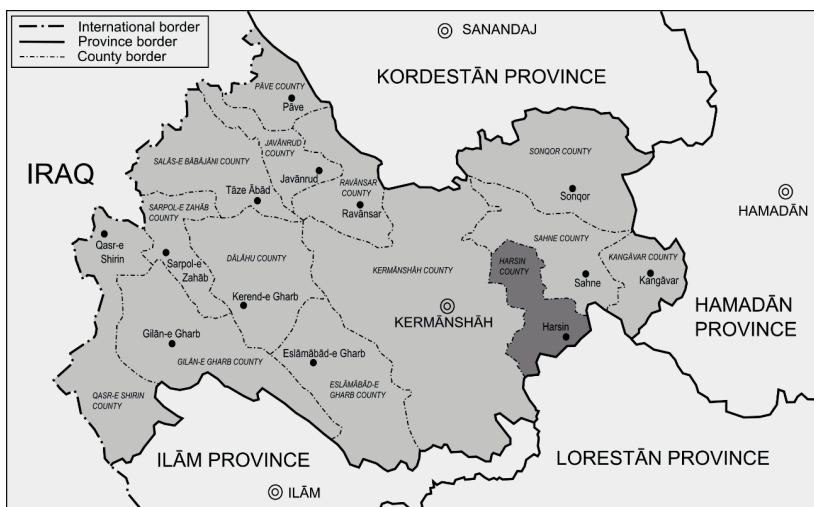 International border
Province border
County border
SANANDAJ
KORDESTĀN PROVINCE
PĀVE COUNTY
Pāve
IRAQ
JAVĀNRUD
COUNTY
SALĀS-E BĀBĀJĀNI COUNTY
Javānrud
RAVĀNSAR
COUNTY
Ravānsar
Tāze Ābād
SONQOR COUNTY
Sonqor
HAMADĀN
SARPOL-E ZAHĀB
COUNTY
Qasr-e
Shirin
Sarpol-e
Zahāb
DĀLĀHU COUNTY
KERMĀNSHĀH COUNTY
SAHNE COUNTY
HARSIN
COUNTY
KANGĀVAR COUNTY
Sahne
Kangāvar
Kerend-e Gharb
KERMĀNSHĀH
HAMADĀN
PROVINCE
Harsin
Gilān-e Gharb
GILĀN-E GHARB COUNTY
Eslāmābād-e Gharb
ESLĀMĀBĀD-E
GHARB COUNTY
QASR-E SHIRIN
COUNTY
ILĀM PROVINCE
LORESTĀN PROVINCE
ILĀM